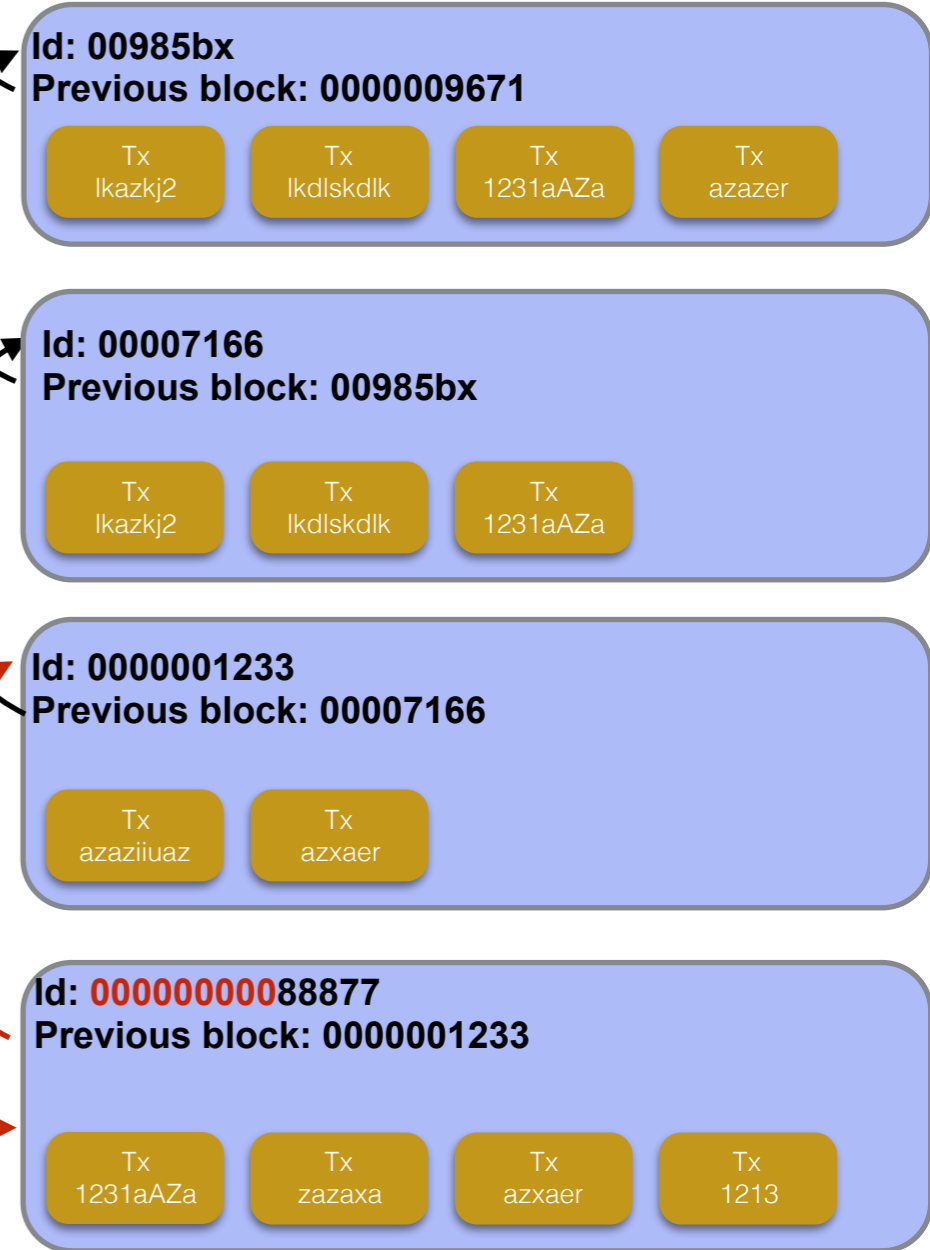 Id: 00985bx
Previous block: 0000009671
Tx
lkazkj2
Tx
lkdlskdlk
Tx
1231aAZa
Tx
azazer
Id: 00007166
Previous block: 00985bx
Tx
lkazkj2
Tx
lkdlskdlk
Tx
1231aAZa
Id: 0000001233
Previous block: 00007166
Tx
azaziiuaz
Tx
azxaer
Id: 00000000088877
Previous block: 0000001233
Tx
1231aAZa
Tx
zazaxa
Tx
azxaer
Tx
1213